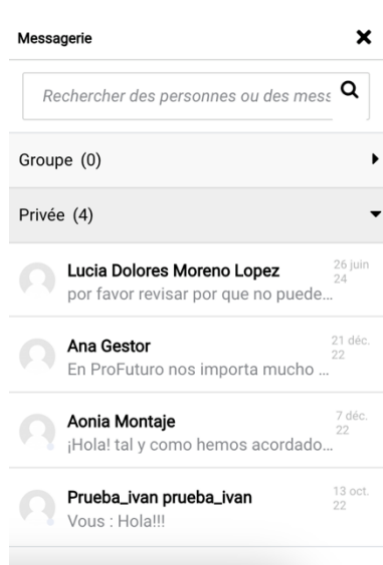 Messagerie
Rechercher des personnes ou des mess
Groupe (0)
Privée (4)
Lucia Dolores Moreno Lopez
26 juin 24
por favor revisar por que no puede...
Ana Gestor
21 déc. 22
En ProFuturo nos importa mucho ...
Aonia Montaje
7 déc. 22
¡Hola! tal y como hemos acordado...
Prueba_ivan prueba_ivan
13 oct. 22
Vous : Hola!!!